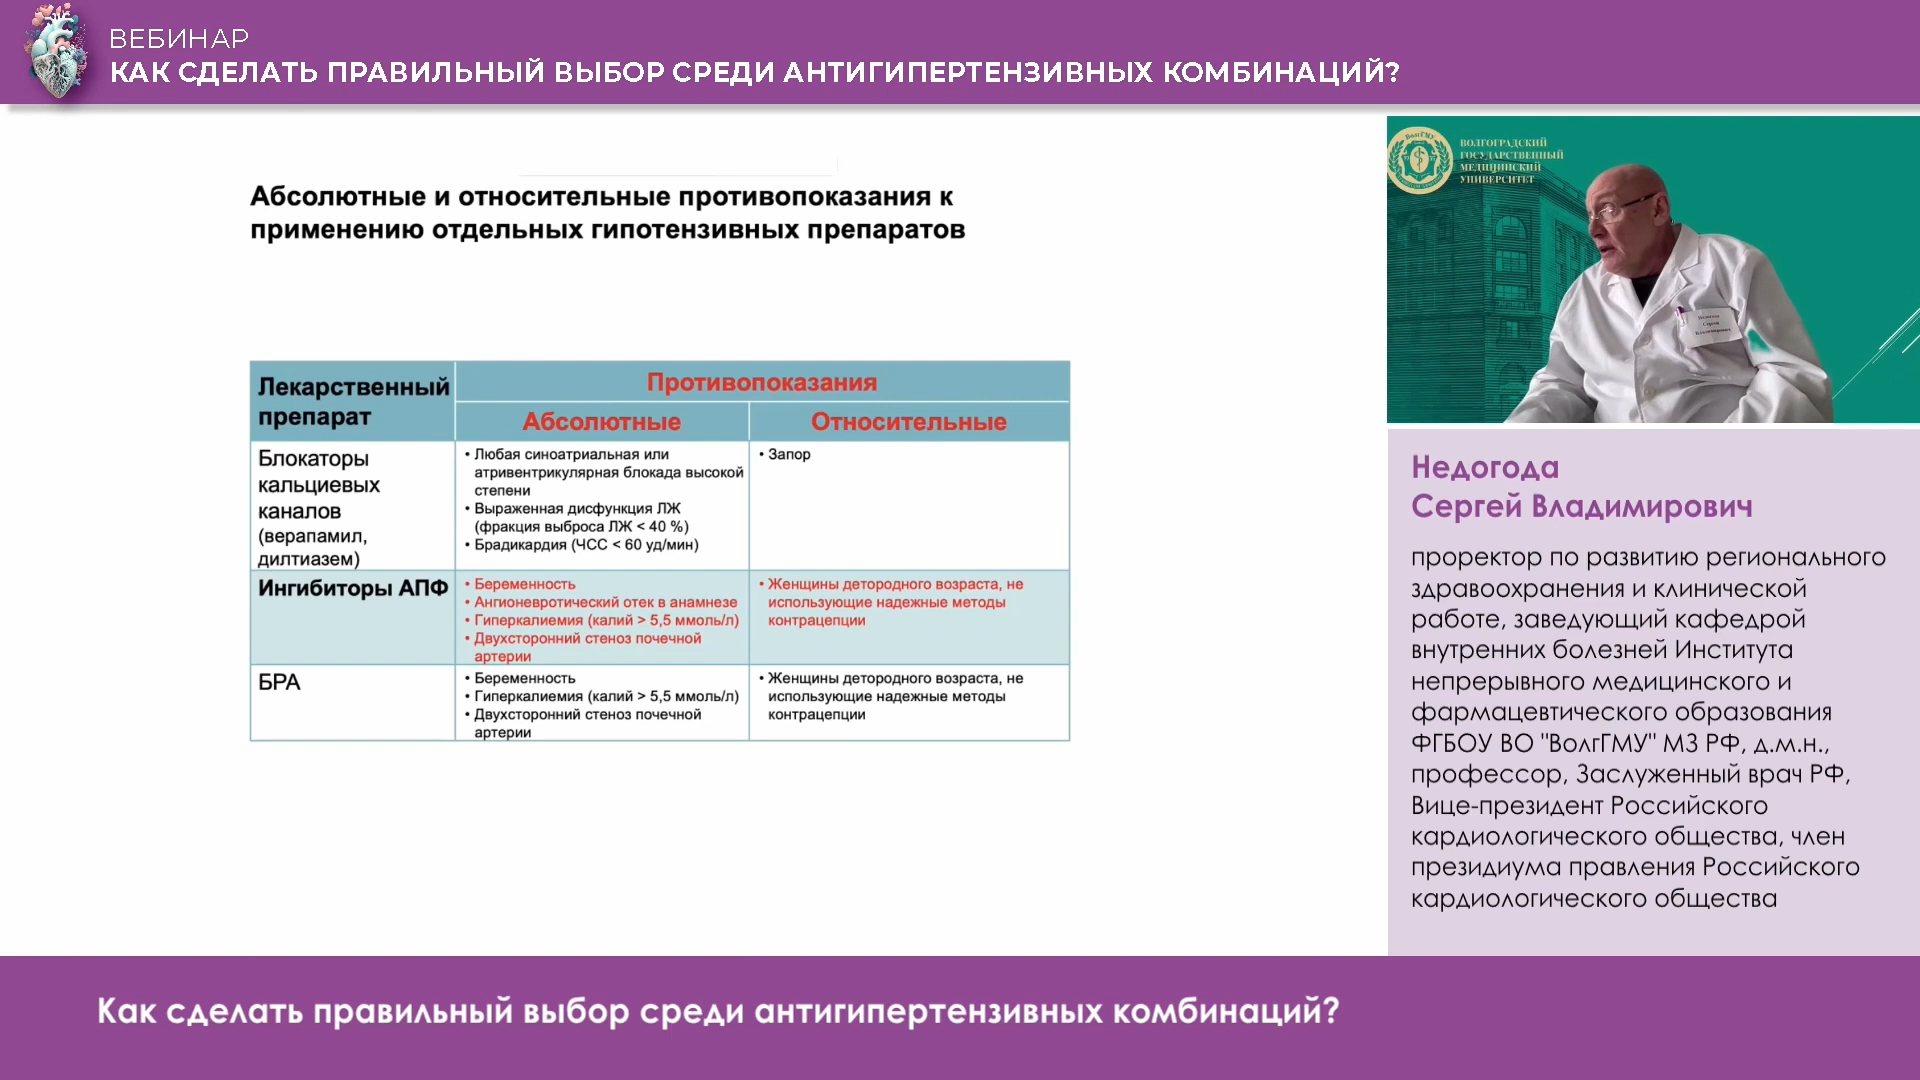 ВЕБИНАР
КАК СДЕЛАТЬ ПРАВИЛЬНЫЙ ВЫБОР СРЕДИ АНТИГИПЕРТЕНЗИВНЫХ КОМБИНАЦИЙ?
Абсолютные и относительные противопоказания к
применению отдельных гипотензивных препаратов
Лекарственный
препарат
Противопоказания
Абсолютные
Относительные
Блокаторы
кальциевых
каналов
(верапамил,
дилтиазем)
• Любая синоатриальная или
атривентрикулярная блокада высокой
степени
• Выраженная дисфункция ЛЖ
(фракция выброса ЛЖ < 40 %)
• Брадикардия (ЧСС < 60 уд/мин)
• Запор
Ингибиторы АПФ
• Беременность
• Ангионевротический отек в анамнезе
• Гиперкалиемия (калий > 5,5 ммоль/л)
• Двухсторонний стеноз почечной
артерии
• Женщины детородного возраста, не
использующие надежные методы
контрацепции
БРА
• Беременность
• Гиперкалиемия (калий > 5,5 ммоль/л)
• Двухсторонний стеноз почечной
артерии
• Женщины детородного возраста, не
использующие надежные методы
контрацепции
ВОЛГОГРАДСКИЙ
ГОСУДАРСТВЕННЫЙ
МЕДИЦИНСКИЙ
УНИВЕРСИТЕТ
Недогода
Сергей Владимирович
проректор по развитию регионального
здравоохранения и клинической
работе, заведующий кафедрой
внутренних болезней Института
непрерывного медицинского и
фармацевтического образования
ФГБОУ ВО "ВолгГМУ" МЗ РФ, д.м.н.,
профессор, Заслуженный врач РФ,
Вице-президент Российского
кардиологического общества, член
президиума правления Российского
кардиологического общества
Как сделать правильный выбор среди антигипертензивных комбинаций?